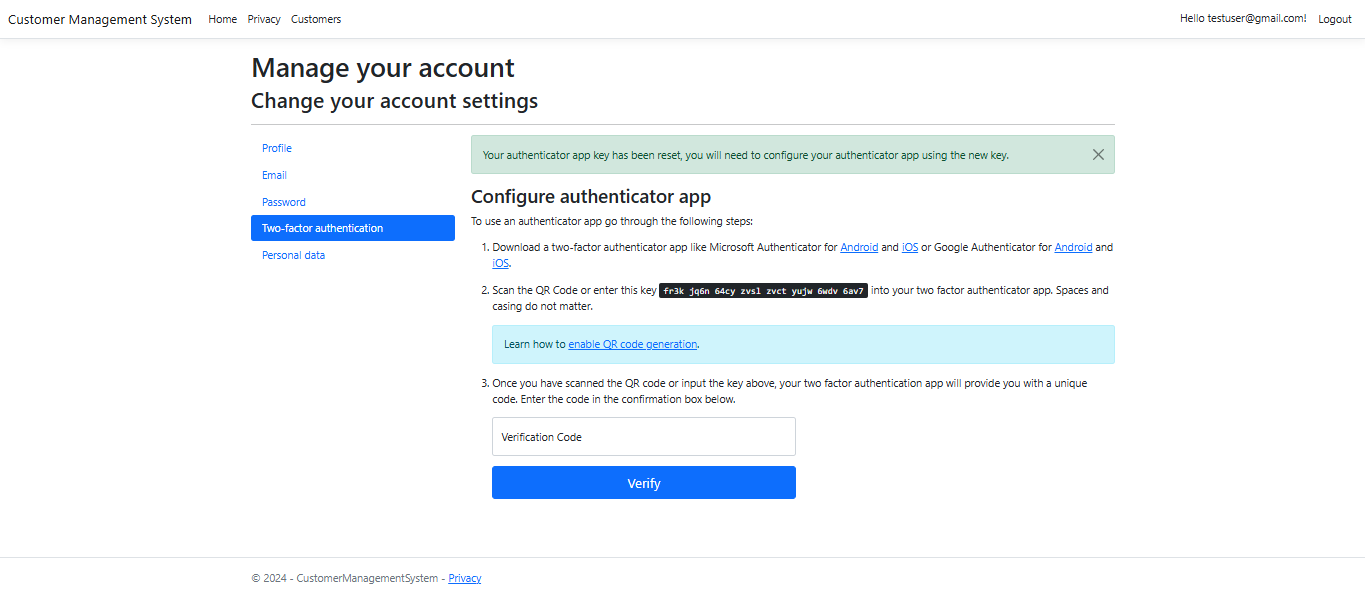 Customer Management System Home Privacy Customers Hello testuser@gmail.com! Logout
Manage your account
Change your account settings
Profile
Email
Password
Two-factor authentication
Personal data
Your authenticator app key has been reset, you will need to configure your authenticator app using the new key.
Configure authenticator app
To use an authenticator app go through the following steps:
1. Download a two-factor authenticator app like Microsoft Authenticator for Android and iOS or Google Authenticator for Android and
iOS.
2. Scan the QR Code or enter this key fr3k jq6n 64cy zvsl zvct yujw 6wdv 6av7 into your two factor authenticator app. Spaces and
casing do not matter.
Learn how to enable QR code generation.
3. Once you have scanned the QR code or input the key above, your two factor authentication app will provide you with a unique
code. Enter the code in the confirmation box below.
Verification Code
Verify
© 2024 - CustomerManagementSystem - Privacy